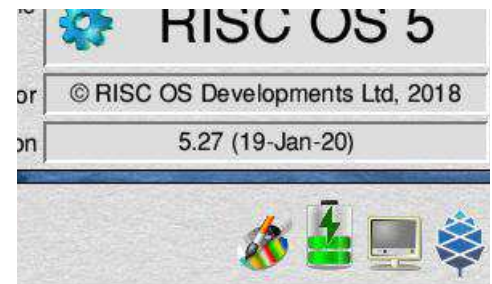 RISC OS 5
or © RISC OS Developments Ltd, 2018
on 5.27 (19-Jan-20)